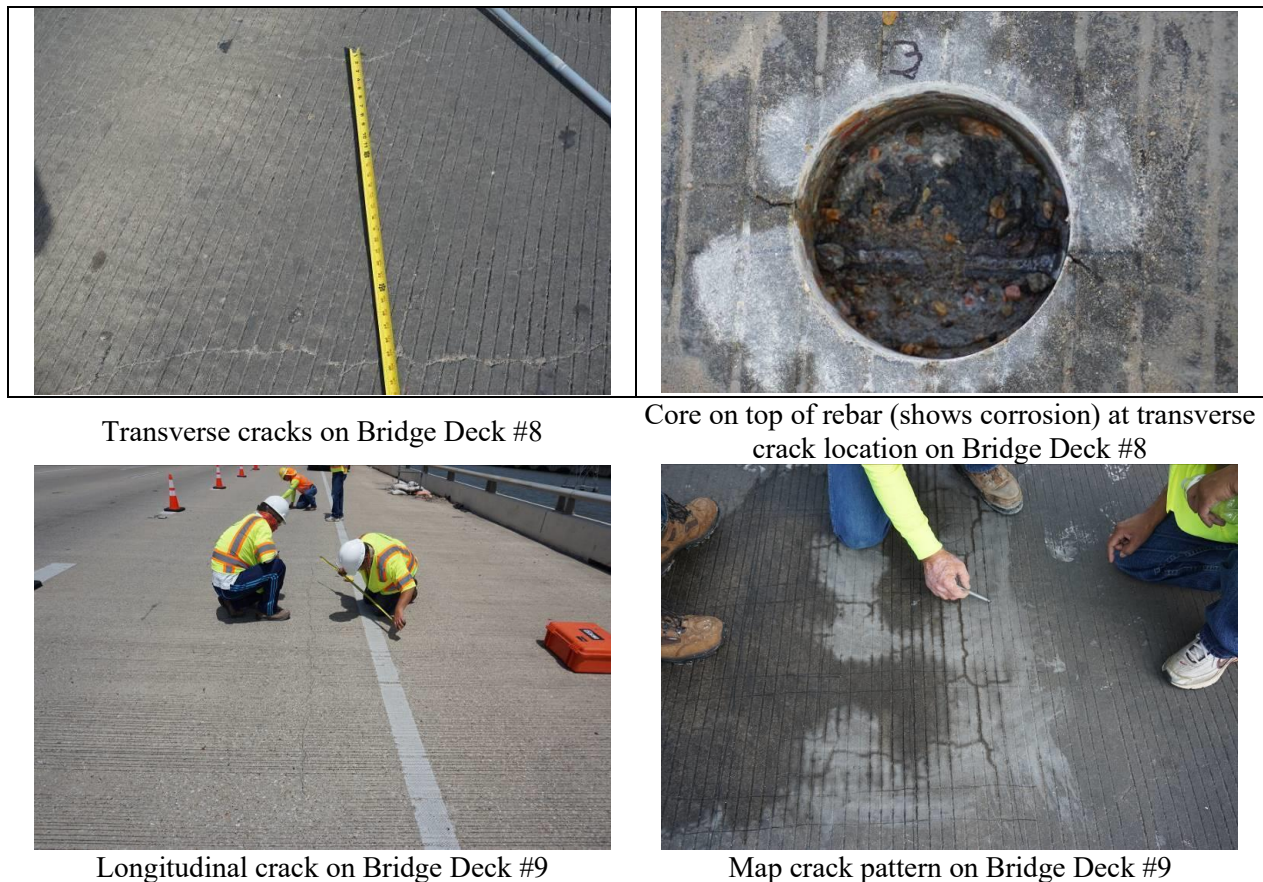 3
Transverse cracks on Bridge Deck #8
Core on top of rebar (shows corrosion) at transverse
crack location on Bridge Deck #8
Longitudinal crack on Bridge Deck #9
Map crack pattern on Bridge Deck #9